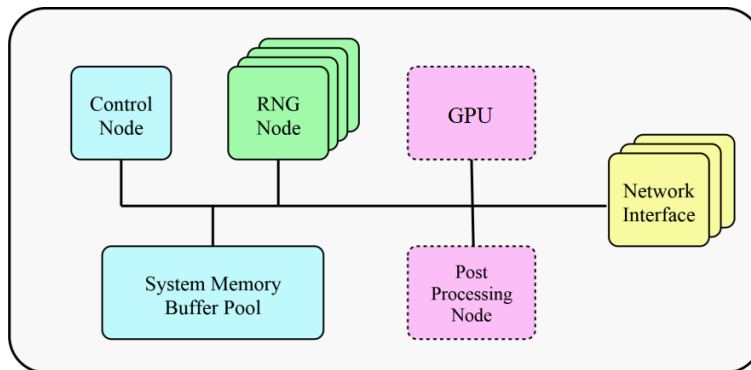 Control
Node
RNG
Node
GPU
Network
Interface
System Memory
Buffer Pool
Post
Processing
Node